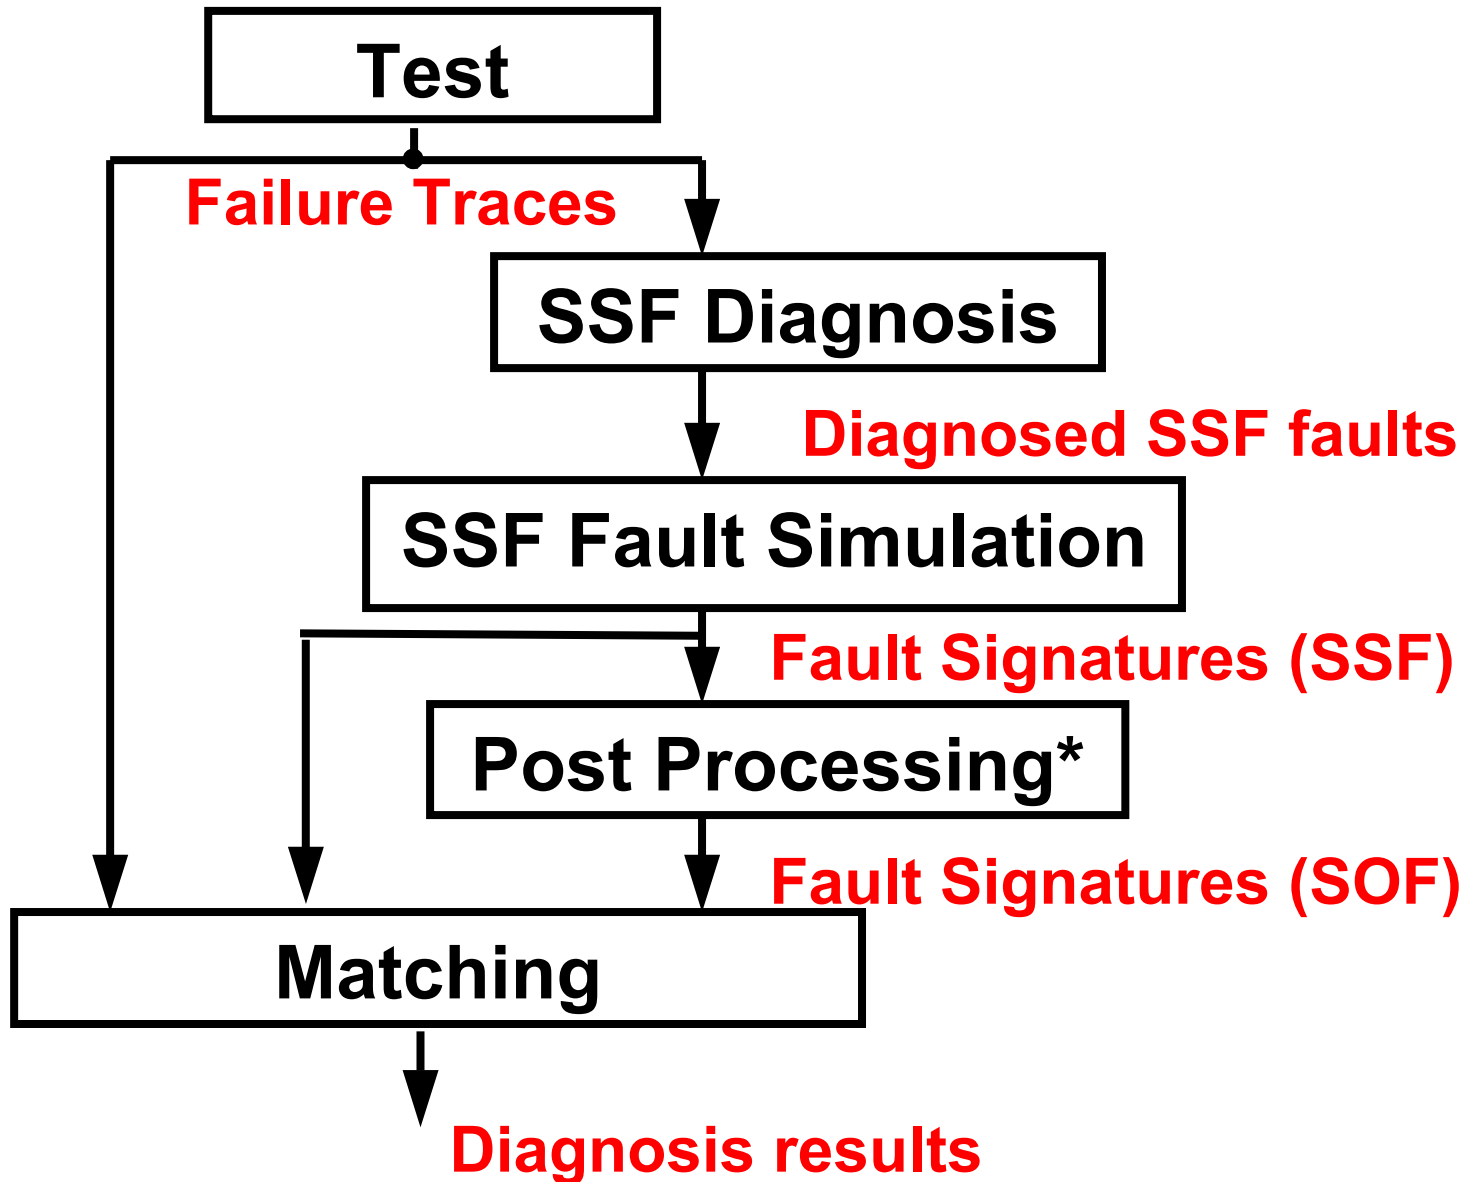 Test
Failure Traces
SSF Diagnosis
Diagnosed SSF faults
SSF Fault Simulation
Fault Signatures (SSF)
Post Processing*
Fault Signatures (SOF)
Matching
Diagnosis results